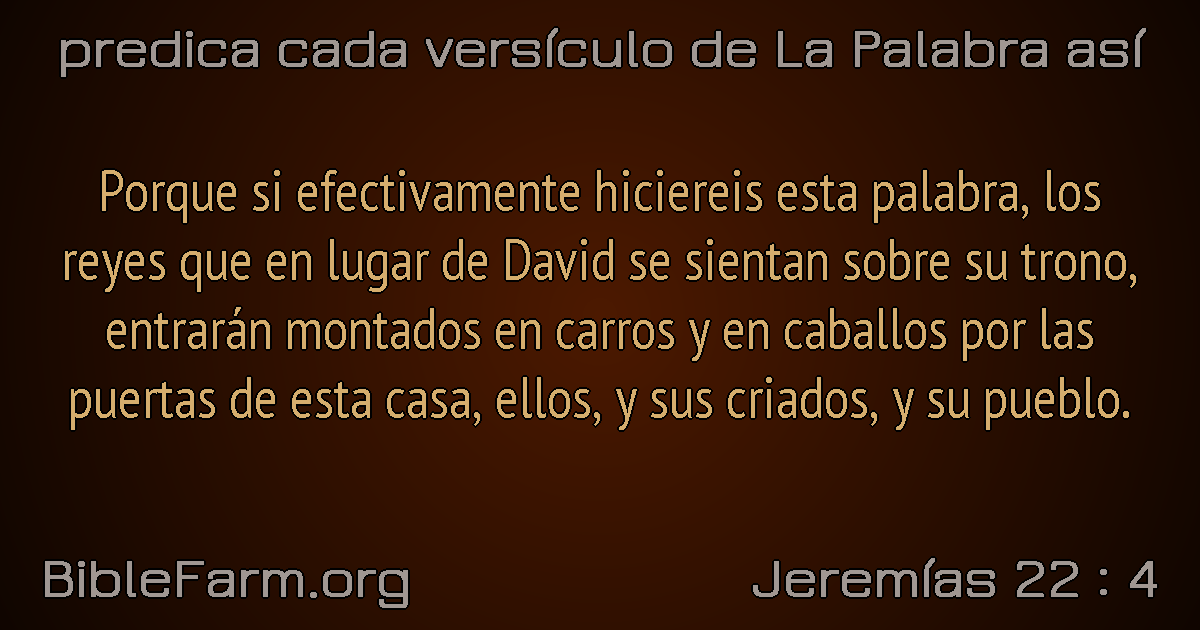 predica cada versículo de La Palabra así
Porque si efectivamente hiciereis esta palabra, los
reyes que en lugar de David se sientan sobre su trono,
entrarán montados en carros y en caballos por las
puertas de esta casa, ellos, y sus criados, y su pueblo.
BibleFarm.org
Jeremías 22 : 4